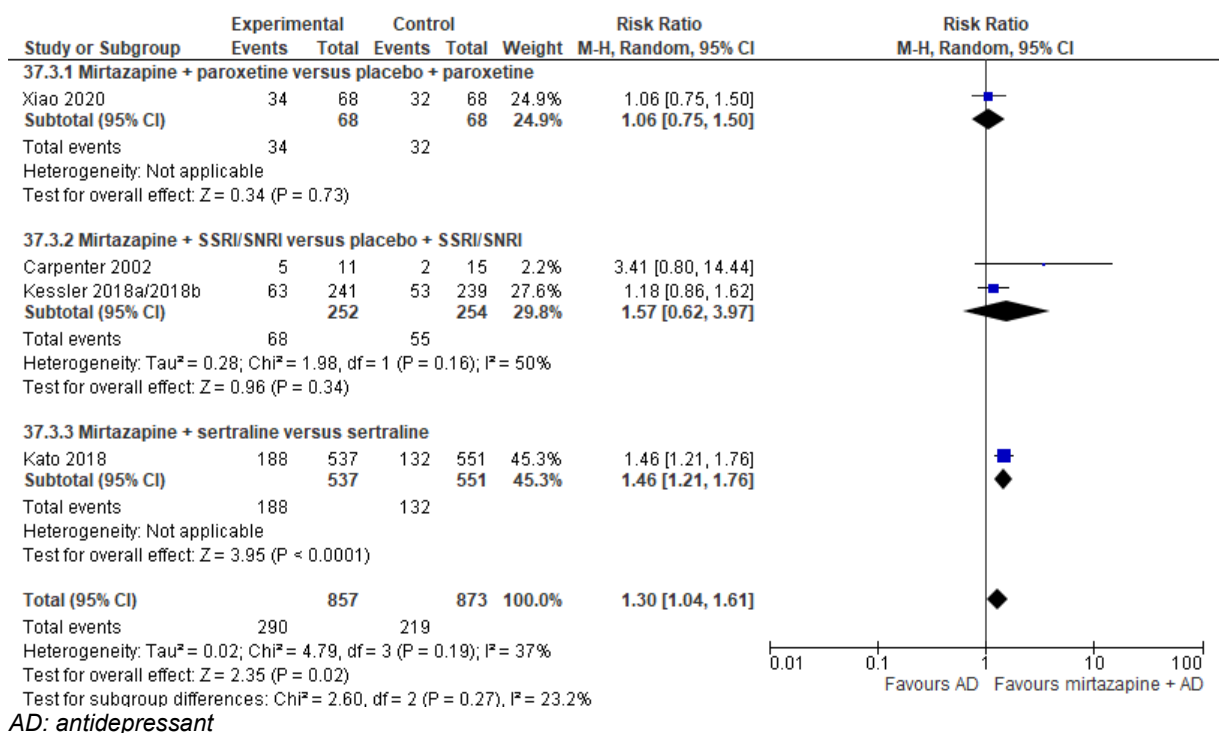 Experimental Control Risk Ratio Risk Ratio
Study or Subgroup Events Total Events Total Weight M-H, Random, 95% CI M-H, Random, 95% CI
37.3.1 Mirtazapine + paroxetine versus placebo + paroxetine
Xiao 2020 34 68 32 68 24.9% 1.06 [0.75, 1.50]
Subtotal (95% CI) 68 68 24.9% 1.06 [0.75, 1.50]
Total events 34 32
Heterogeneity: Not applicable
Test for overall effect: Z = 0.34 (P = 0.73)
37.3.2 Mirtazapine + SSRI/SNRI versus placebo + SSRI/SNRI
Carpenter 2002 5 11 2 15 2.2% 3.41 [0.80, 14.44]
Kessler 2018a/2018b 63 241 53 239 27.6% 1.18 [0.86, 1.62]
Subtotal (95% CI) 252 254 29.8% 1.57 [0.62, 3.97]
Total events 68 55
Heterogeneity: Tau² = 0.28; Chi² = 1.98, df = 1 (P = 0.16); I² = 50%
Test for overall effect: Z = 0.96 (P = 0.34)
37.3.3 Mirtazapine + sertraline versus sertraline
Kato 2018 188 537 132 551 45.3% 1.46 [1.21, 1.76]
Subtotal (95% CI) 537 551 45.3% 1.46 [1.21, 1.76]
Total events 188 132
Heterogeneity: Not applicable
Test for overall effect: Z = 3.95 (P < 0.0001)
Total (95% CI) 857 873 100.0% 1.30 [1.04, 1.61]
Total events 290 219
Heterogeneity: Tau² = 0.02; Chi² = 4.79, df = 3 (P = 0.19); I² = 37%
Test for overall effect: Z = 2.35 (P = 0.02)
Test for subgroup differences: Chi² = 2.60, df = 2 (P = 0.27), I² = 23.2%
0.01 0.1 1 10 100
Favours AD Favours mirtazapine + AD
AD: antidepressant